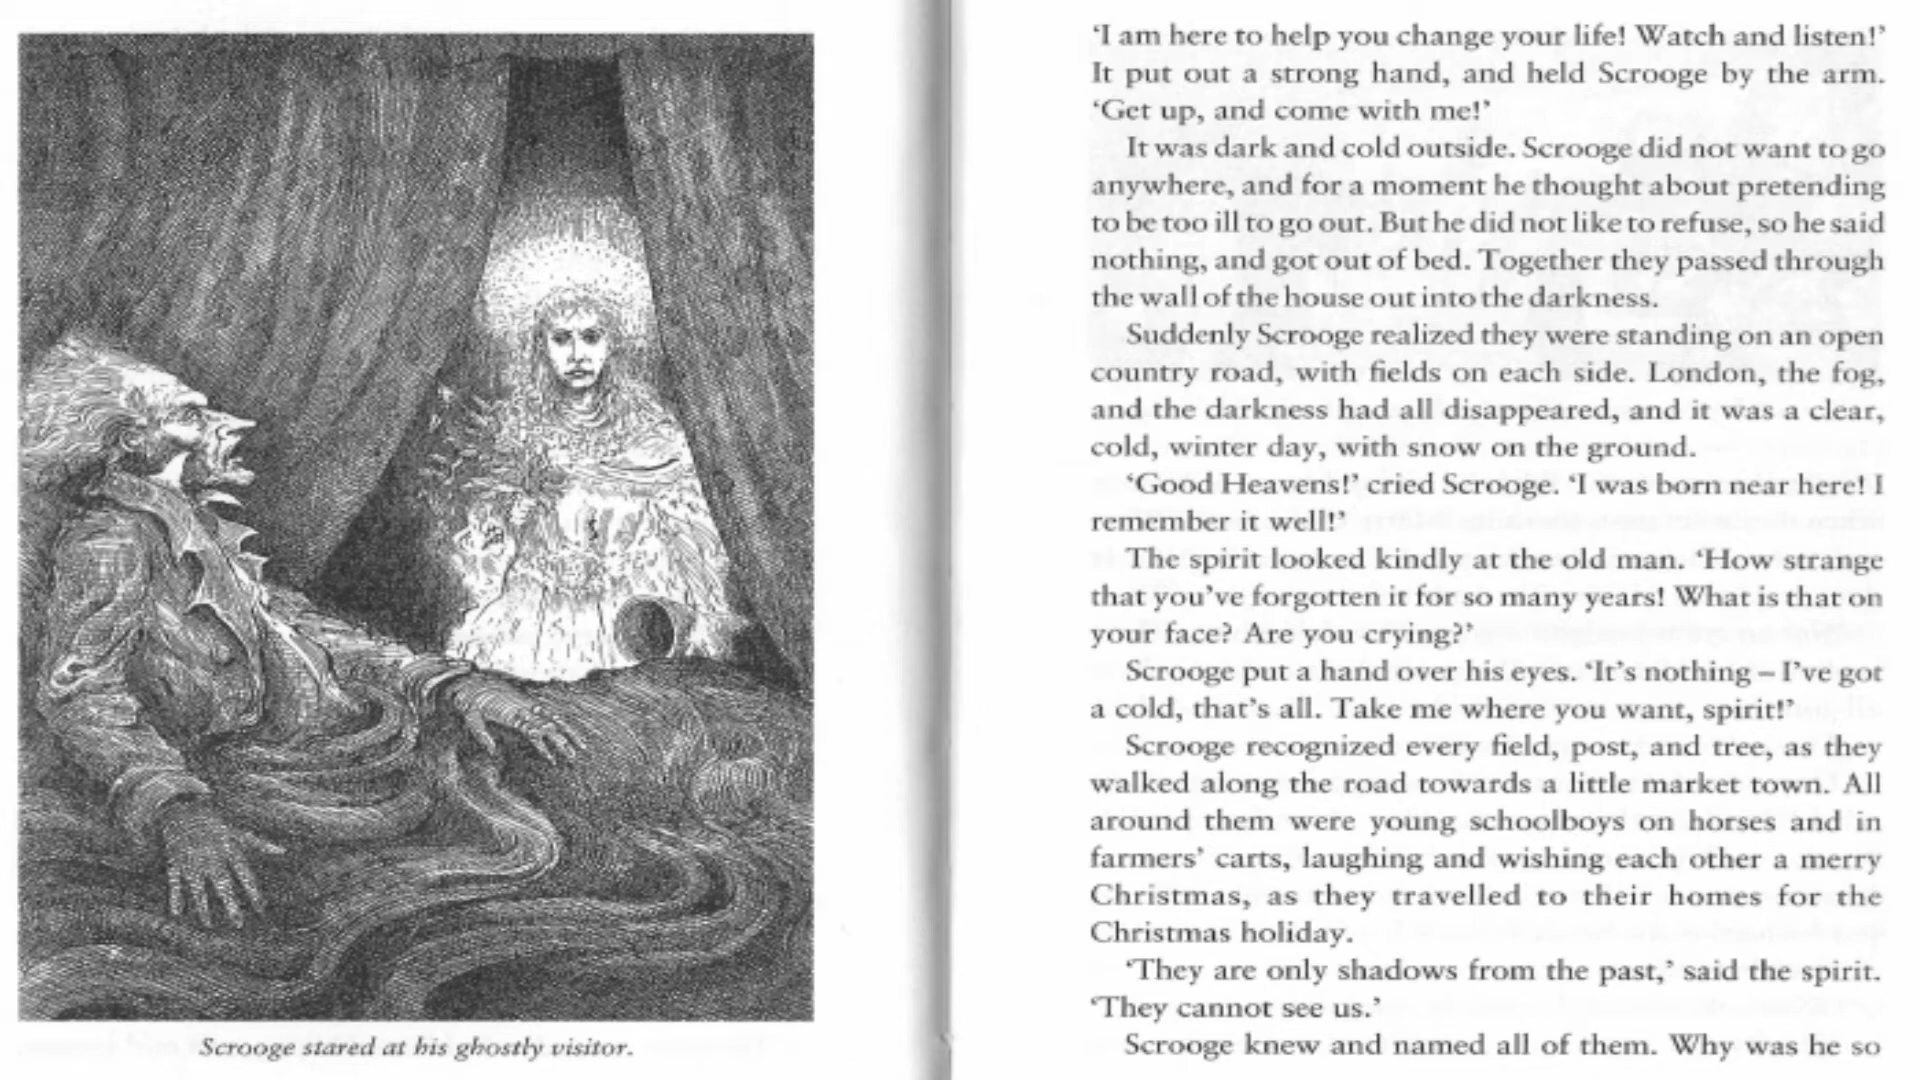 Scrooge stared at his ghostly visitor.
‘I am here to help you change your life! Watch and listen!’
It put out a strong hand, and held Scrooge by the arm.
‘Get up, and come with me!’
It was dark and cold outside. Scrooge did not want to go
anywhere, and for a moment he thought about pretending
to be too ill to go out. But he did not like to refuse, so he said
nothing, and got out of bed. Together they passed through
the wall of the house out into the darkness.
Suddenly Scrooge realized they were standing on an open
country road, with fields on each side. London, the fog,
and the darkness had all disappeared, and it was a clear,
cold, winter day, with snow on the ground.
‘Good Heavens!’ cried Scrooge. ‘I was born near here! I
remember it well!’
The spirit looked kindly at the old man. ‘How strange
that you’ve forgotten it for so many years! What is that on
your face? Are you crying?’
Scrooge put a hand over his eyes. ‘It’s nothing – I’ve got
a cold, that’s all. Take me where you want, spirit!’
Scrooge recognized every field, post, and tree, as they
walked along the road towards a little market town. All
around them were young schoolboys on horses and in
farmers’ carts, laughing and wishing each other a merry
Christmas, as they travelled to their homes for the
Christmas holiday.
‘They are only shadows from the past,’ said the spirit.
‘They cannot see us.’
Scrooge knew and named all of them. Why was he so